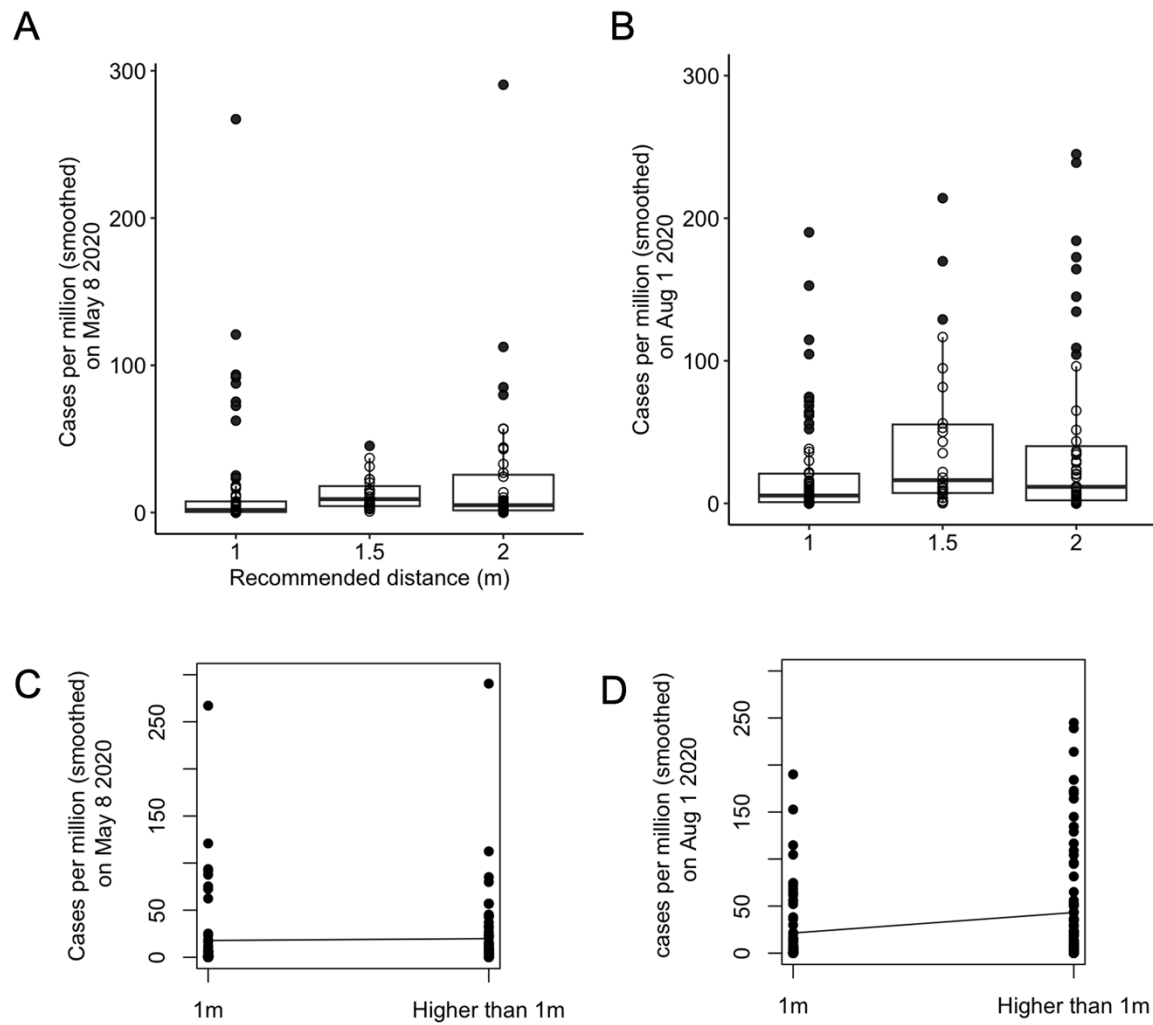 A
Cases per million (smoothed)
on May 8 2020
300
200
100
0
1
1.5
2
Recommended distance (m)
B
Cases per million (smoothed)
on Aug 1 2020
300
200
100
0
1
1.5
2
C
Cases per million (smoothed)
on May 8 2020
250
150
50
0
1m
Higher than 1m
D
cases per million (smoothed)
on Aug 1 2020
250
150
50
0
1m
Higher than 1m